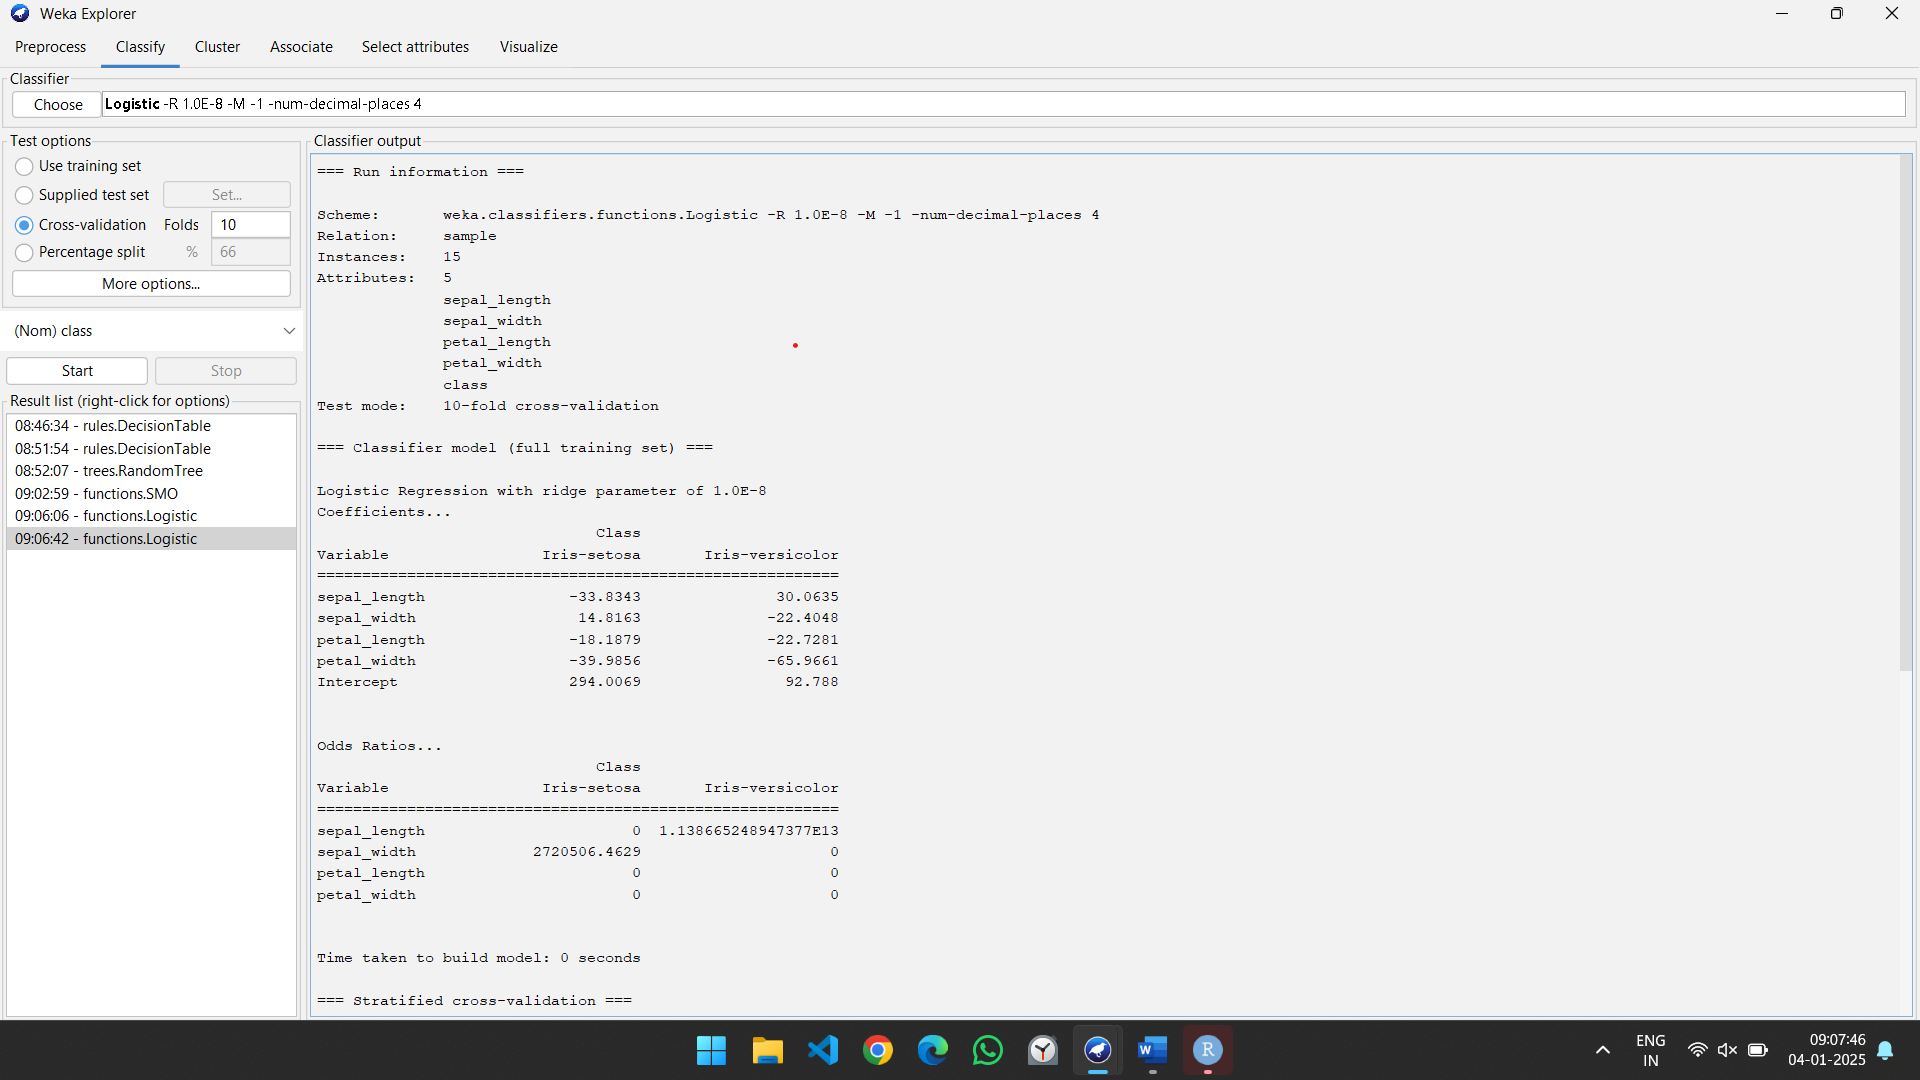 Weka Explorer
Preprocess Classify Cluster Associate Select attributes Visualize
Classifier
Choose Logistic -R 1.0E-8 -M -1 -num-decimal-places 4
Test options
Use training set
Supplied test set Set...
Cross-validation Folds 10
Percentage split % 66
More options...
(Nom) class
Start Stop
Result list (right-click for options)
08:46:34 - rules.DecisionTable
08:51:54 - rules.DecisionTable
08:52:07 - trees.RandomTree
09:02:59 - functions.SMO
09:06:06 - functions.Logistic
09:06:42 - functions.Logistic
Classifier output
=== Run information ===
Scheme: weka.classifiers.functions.Logistic -R 1.0E-8 -M -1 -num-decimal-places 4
Relation: sample
Instances: 15
Attributes: 5
sepal_length
sepal_width
petal_length
petal_width
class
Test mode: 10-fold cross-validation
=== Classifier model (full training set) ===
Logistic Regression with ridge parameter of 1.0E-8
Coefficients...
Class
Variable Iris-setosa Iris-versicolor
==========================================================
sepal_length -33.8343 30.0635
sepal_width 14.8163 -22.4048
petal_length -18.1879 -22.7281
petal_width -39.9856 -65.9661
Intercept 294.0069 92.788
Odds Ratios...
Class
Variable Iris-setosa Iris-versicolor
==========================================================
sepal_length 0 1.138665248947377E13
sepal_width 2720506.4629 0
petal_length 0 0
petal_width 0 0
Time taken to build model: 0 seconds
=== Stratified cross-validation ===
W R
ENG
IN
09:07:46
04-01-2025